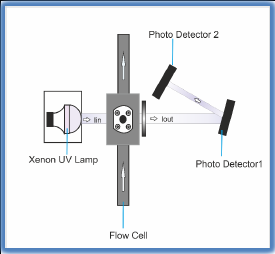 Photo Detector 2
Iin
Iout
Xenon UV Lamp
Photo Detector1
Flow Cell